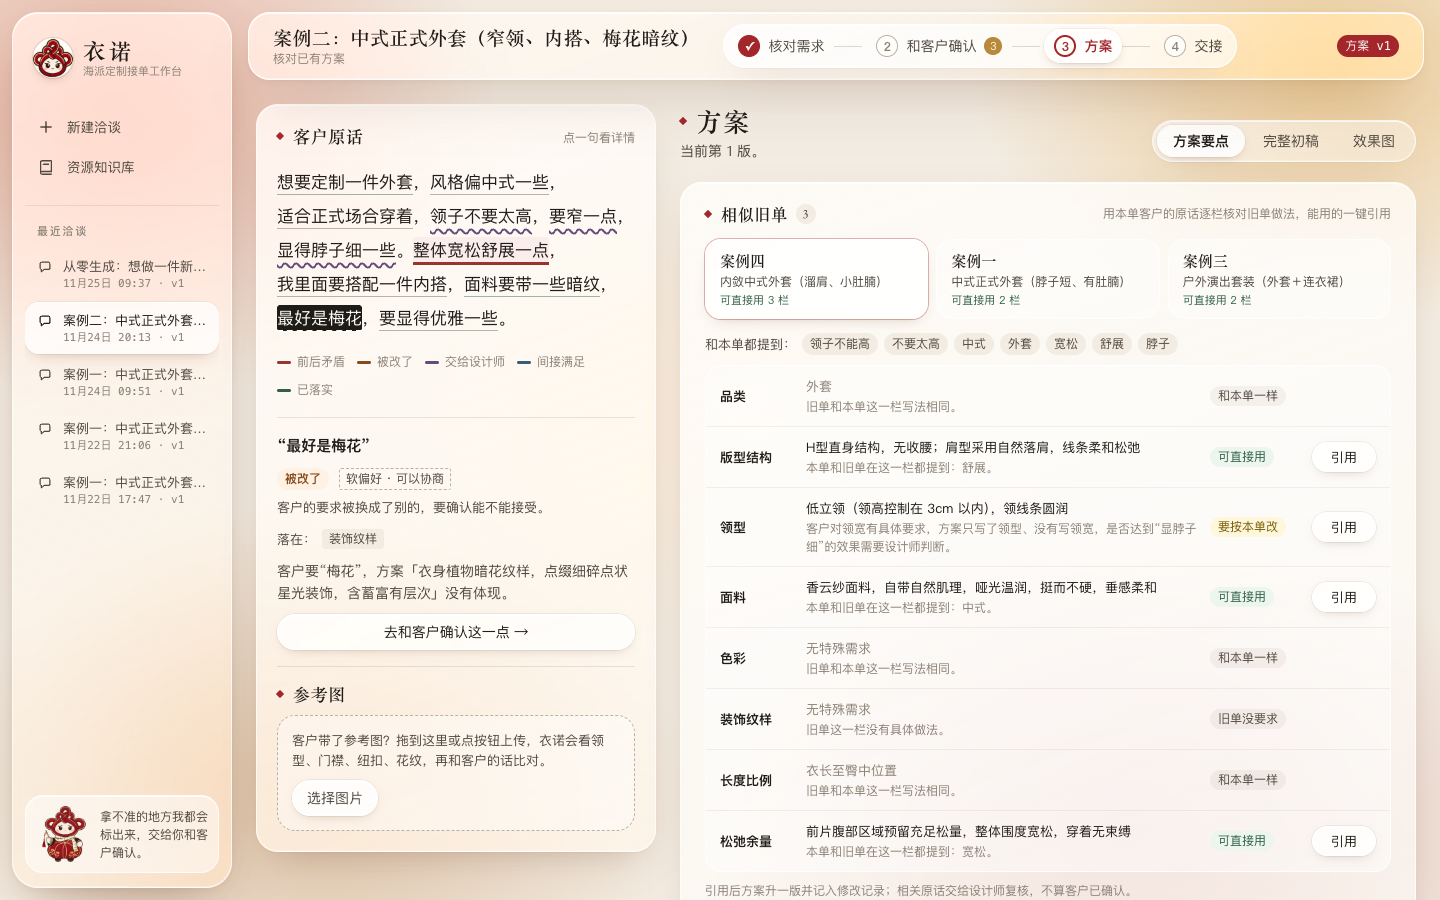 衣诺
海派定制接单工作台
新建洽谈
资源知识库
最近洽谈
从零生成：想做一件新…
11月25日 09:37 · v1
案例二：中式正式外套…
11月24日 20:13 · v1
案例一：中式正式外套…
11月24日 09:51 · v1
案例一：中式正式外套…
11月22日 21:06 · v1
案例一：中式正式外套…
11月22日 17:47 · v1
拿不准的地方我都会
标出来，交给你和客
户确认。
案例二：中式正式外套（窄领、内搭、梅花暗纹）
核对已有方案
核对需求
2 和客户确认 3
3 方案
4 交接
方案 v1
客户原话
点一句看详情
想要定制一件外套，风格偏中式一些，
适合正式场合穿着，领子不要太高，要窄一点，
显得脖子细一些。整体宽松舒展一点，
我里面要搭配一件内搭，面料要带一些暗纹，
最好是梅花，要显得优雅一些。
前后矛盾 被改了 交给设计师 间接满足
已落实
“最好是梅花”
被改了 软偏好 · 可以协商
客户的要求被换成了别的，要确认能不能接受。
落在： 装饰纹样
客户要“梅花”，方案「衣身植物暗花纹样，点缀细碎点状
星光装饰，含蓄富有层次」没有体现。
去和客户确认这一点 →
参考图
客户带了参考图？拖到这里或点按钮上传，衣诺会看领
型、门襟、纽扣、花纹，再和客户的话比对。
选择图片
方案
当前第 1 版。
方案要点 完整初稿 效果图
相似旧单 3
用本单客户的原话逐栏核对旧单做法，能用的一键引用
案例四
内敛中式外套（溜肩、小肚腩）
可直接用 3 栏
案例一
中式正式外套（脖子短、有肚腩）
可直接用 2 栏
案例三
户外演出套装（外套＋连衣裙）
可直接用 2 栏
和本单都提到： 领子不能高 不要太高 中式 外套 宽松 舒展 脖子
品类
外套
旧单和本单这一栏写法相同。
和本单一样
版型结构
H型直身结构，无收腰；肩型采用自然落肩，线条柔和松弛
本单和旧单在这一栏都提到：舒展。
可直接用
引用
领型
低立领（领高控制在 3cm 以内），领线条圆润
客户对领宽有具体要求，方案只写了领型、没有写领宽，是否达到“显脖子
细”的效果需要设计师判断。
要按本单改
引用
面料
香云纱面料，自带自然肌理，哑光温润，挺而不硬，垂感柔和
本单和旧单在这一栏都提到：中式。
可直接用
引用
色彩
无特殊需求
旧单和本单这一栏写法相同。
和本单一样
装饰纹样
无特殊需求
旧单这一栏没有具体做法。
旧单没要求
长度比例
衣长至臀中位置
旧单和本单这一栏写法相同。
和本单一样
松弛余量
前片腹部区域预留充足松量，整体围度宽松，穿着无束缚
本单和旧单在这一栏都提到：宽松。
可直接用
引用
引用后方案升一版并记入修改记录；相关原话交给设计师复核，不算客户已确认。